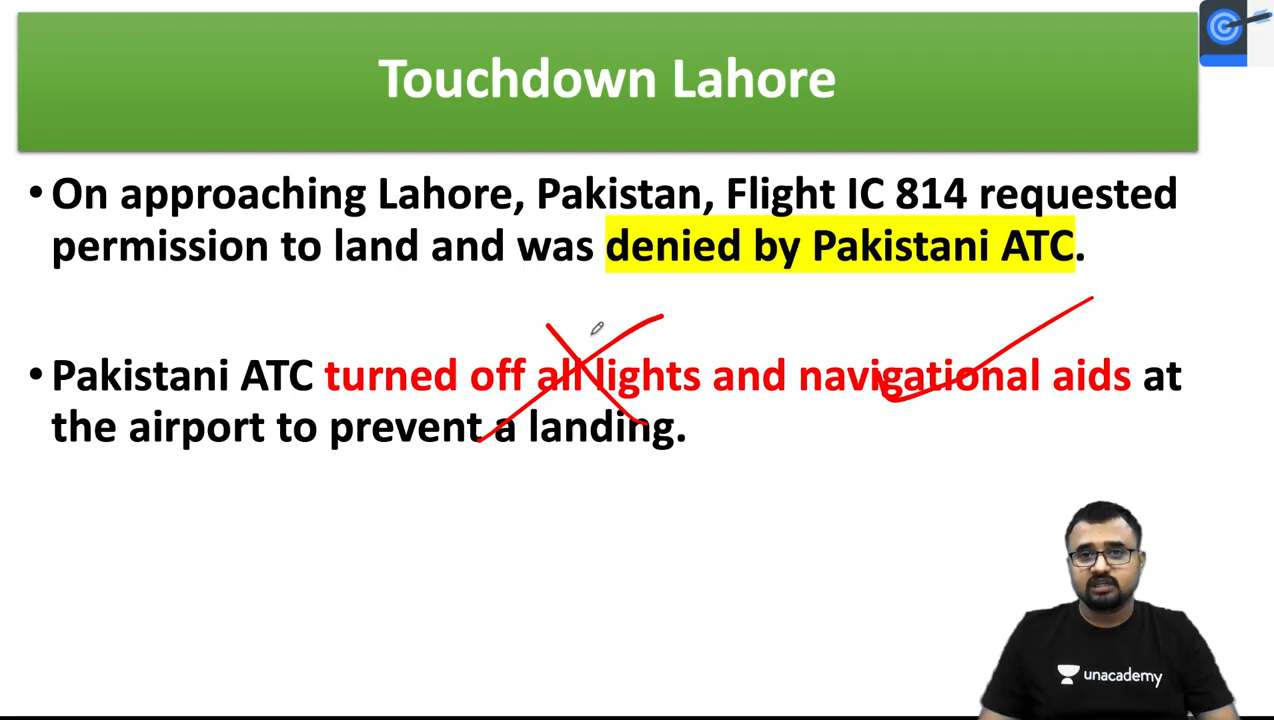 Touchdown Lahore
• On approaching Lahore, Pakistan, Flight IC 814 requested
permission to land and was denied by Pakistani ATC.
• Pakistani ATC turned off all lights and navigational aids at
the airport to prevent a landing.
unacademy